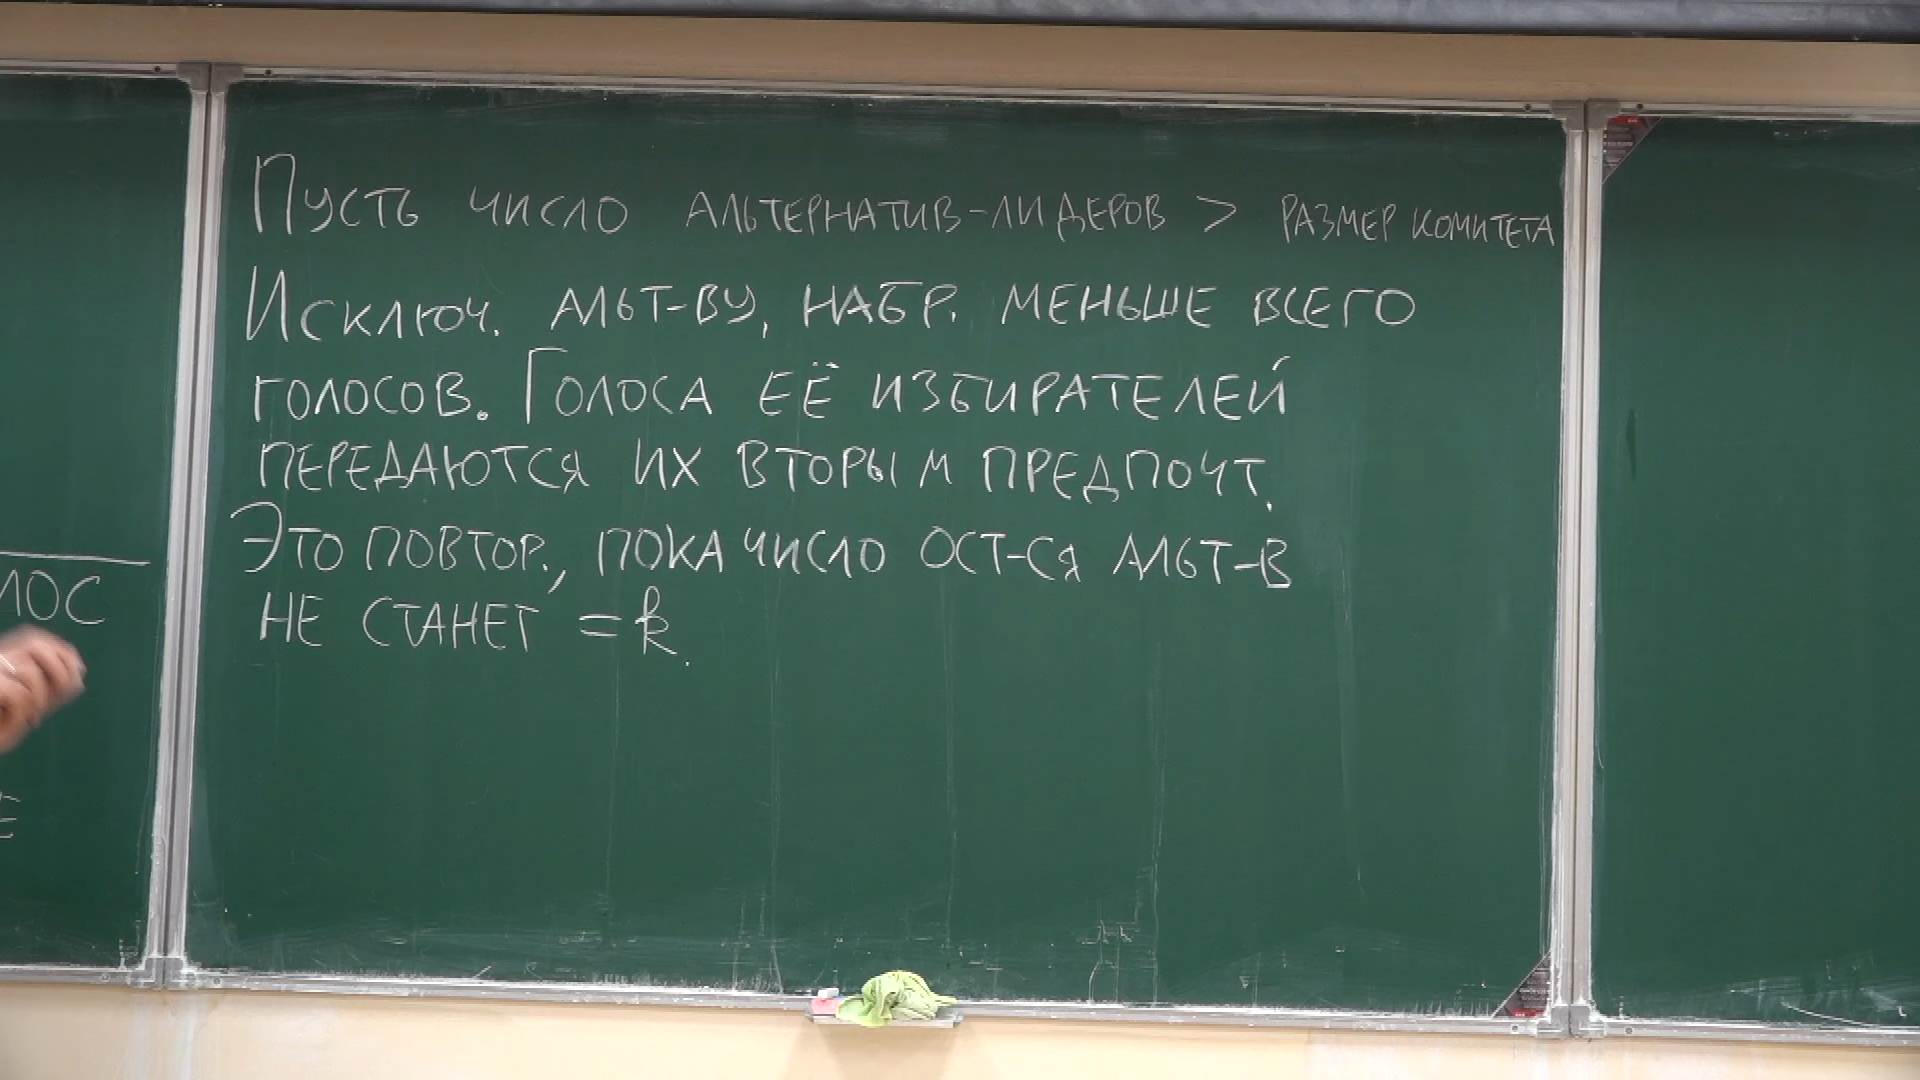 Пусть число альтернатив-лидеров > размер комитета
Исключ. альт-ву, набр. меньше всего
голосов. Голоса её избирателей
передаются их вторым предпочт.
Это повтор., пока число ост-ся альт-в
не станет = k.